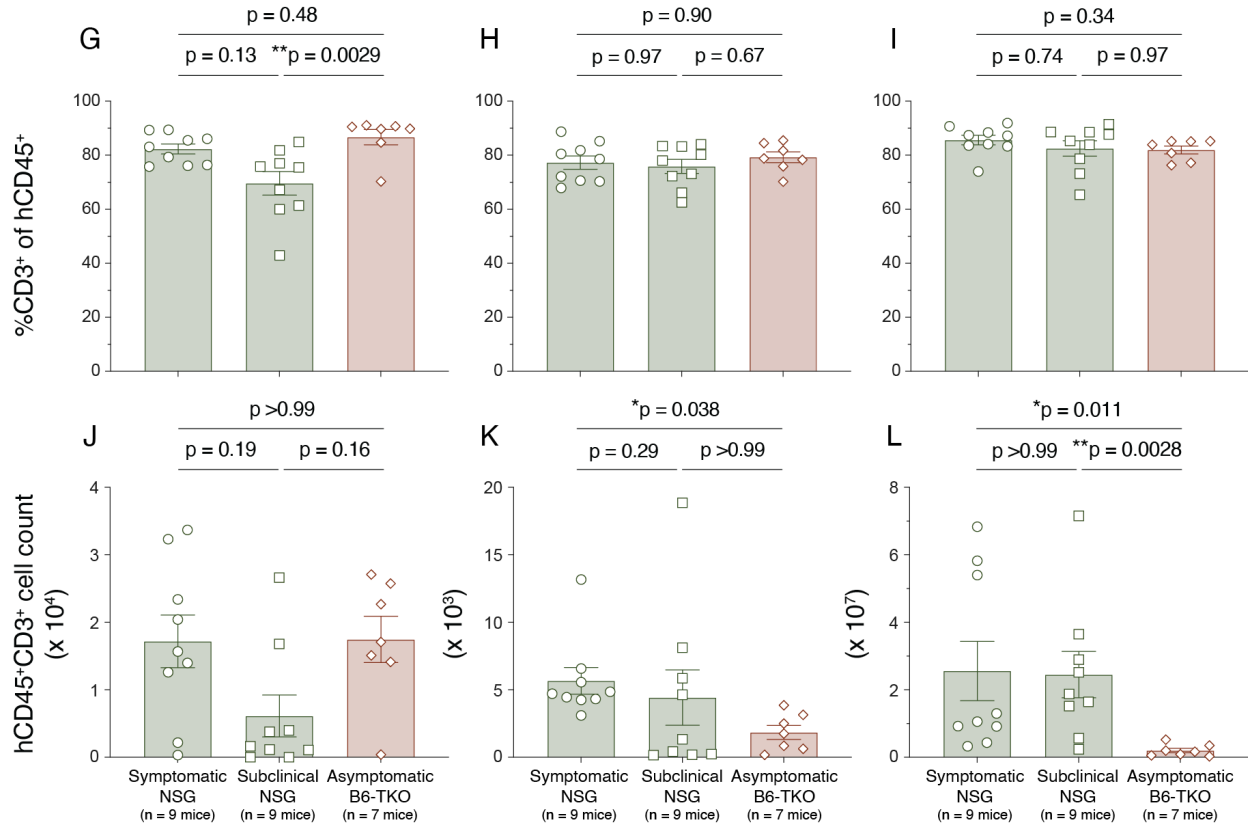 G
p = 0.48
p = 0.13
**p = 0.0029
%CD3⁺ of hCD45⁺
100
80
60
40
20
0
H
p = 0.90
p = 0.97
p = 0.67
100
80
60
40
20
0
I
p = 0.34
p = 0.74
p = 0.97
100
80
60
40
20
0
J
p >0.99
p = 0.19
p = 0.16
hCD45⁺CD3⁺ cell count
(x 10⁴)
4
3
2
1
0
Symptomatic
NSG
(n = 9 mice)
Subclinical
NSG
(n = 9 mice)
Asymptomatic
B6-TKO
(n = 7 mice)
K
*p = 0.038
p = 0.29
p >0.99
(x 10³)
20
15
10
5
0
Symptomatic
NSG
(n = 9 mice)
Subclinical
NSG
(n = 9 mice)
Asymptomatic
B6-TKO
(n = 7 mice)
L
*p = 0.011
p >0.99
**p = 0.0028
(x 10⁷)
8
6
4
2
0
Symptomatic
NSG
(n = 9 mice)
Subclinical
NSG
(n = 9 mice)
Asymptomatic
B6-TKO
(n = 7 mice)